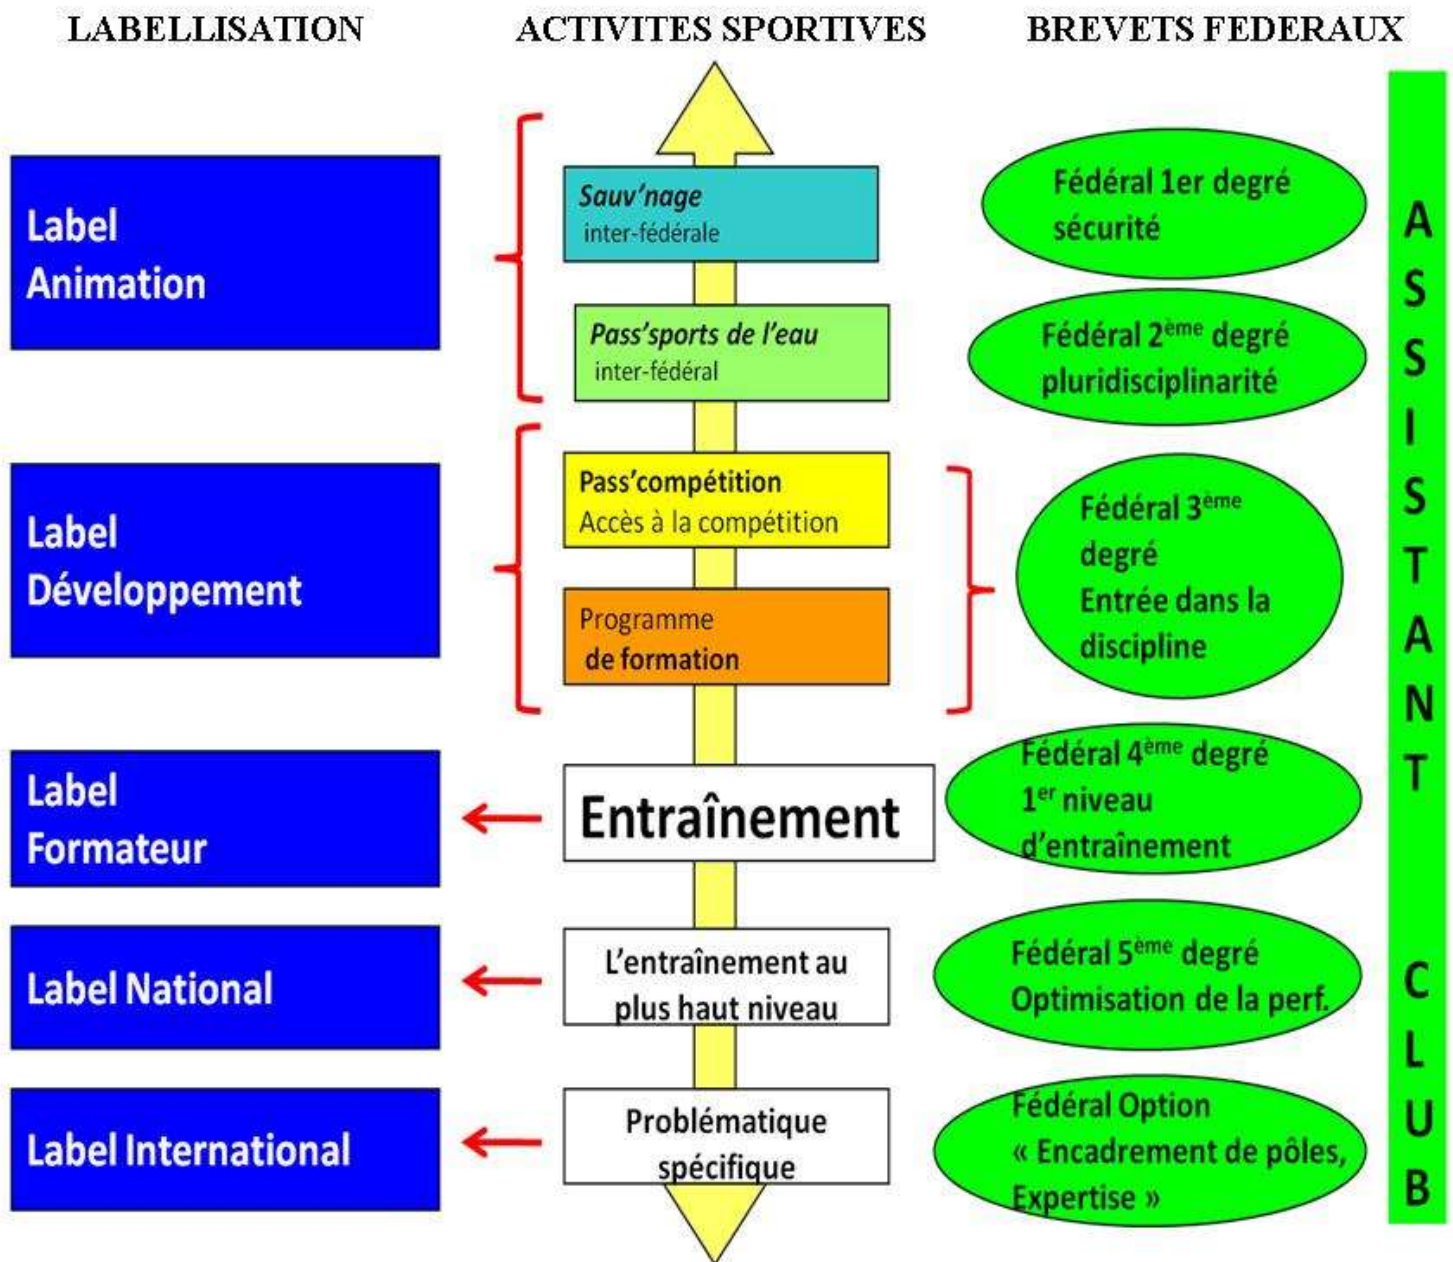 LABELLISATION
ACTIVITES SPORTIVES
BREVETS FEDERAUX
Label
Animation
Sauv'nage
inter-fédérale
Fédéral 1er degré
sécurité
Pass'sports de l'eau
inter-fédéral
Fédéral 2ème degré
pluridisciplinarité
Label
Développement
Pass'compétition
Accès à la compétition
Programme
de formation
Fédéral 3ème
degré
Entrée dans la
discipline
Label
Formateur
Entraînement
Fédéral 4ème degré
1er niveau
d'entraînement
Label National
L'entraînement au
plus haut niveau
Fédéral 5ème degré
Optimisation de la perf.
Label International
Problématique
spécifique
Fédéral Option
« Encadrement de pôles,
Expertise »
ASSISTANT CLUB